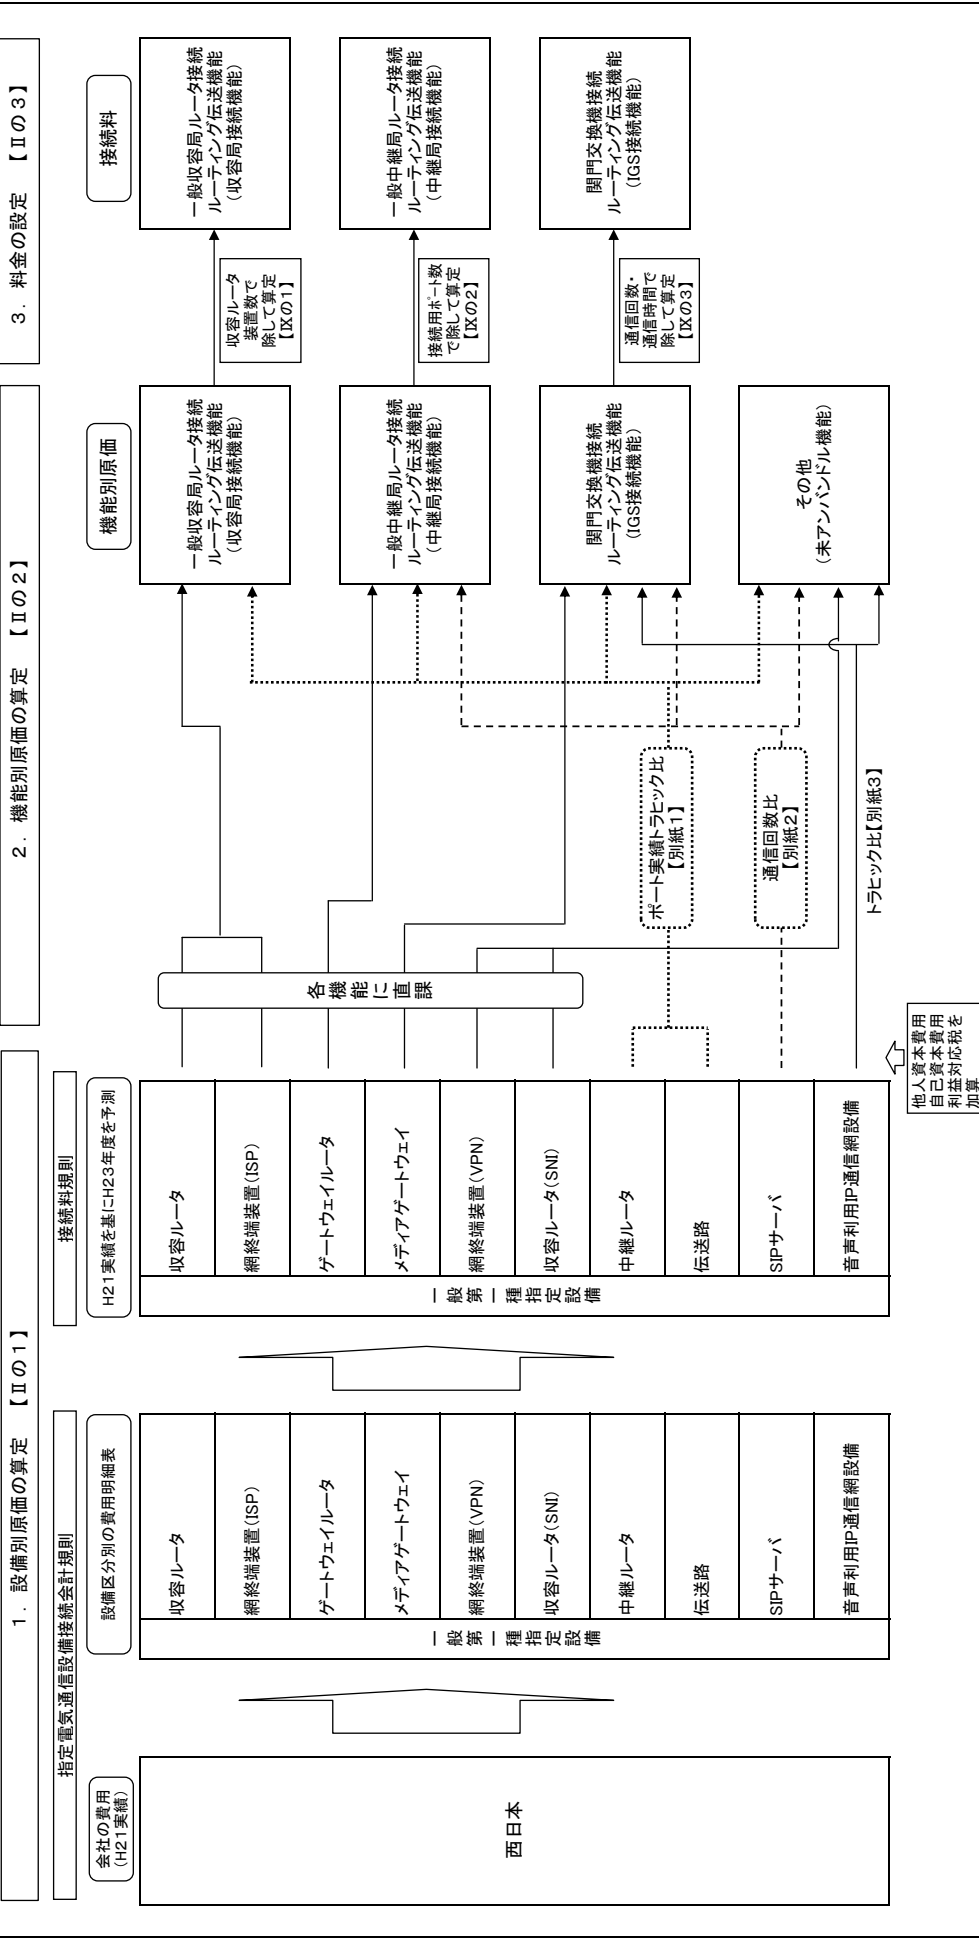 1. 設備別原価の算定 【Ⅱの1】
指定電気通信設備接続会計規則
会社の費用
(H21実績)
西日本
設備区分別の費用明細表
一般第一種指定設備
収容ルータ
網終端装置(ISP)
ゲートウェイルータ
メディアゲートウェイ
網終端装置(VPN)
収容ルータ(SNI)
中継ルータ
伝送路
SIPサーバ
音声利用IP通信網設備
接続料規則
H21実績を基にH23年度を予測
一般第一種指定設備
収容ルータ
網終端装置(ISP)
ゲートウェイルータ
メディアゲートウェイ
網終端装置(VPN)
収容ルータ(SNI)
中継ルータ
伝送路
SIPサーバ
音声利用IP通信網設備
他人資本費用
自己資本費用
利益対応税を
加算
2. 機能別原価の算定 【Ⅱの2】
各機能に直課
ポート実績トラヒック比
【別紙1】
通信回数比
【別紙2】
トラヒック比【別紙3】
機能別原価
一般収容局ルータ接続
ルーティング伝送機能
(収容局接続機能)
一般中継局ルータ接続
ルーティング伝送機能
(中継局接続機能)
関門交換機接続
ルーティング伝送機能
(IGS接続機能)
その他
(未アンバンドル機能)
3. 料金の設定 【Ⅱの3】
収容ルータ
装置数で
除して算定
【Ⅸの1】
接続用ポート数
で除して算定
【Ⅸの2】
通信回数・
通信時間で
除して算定
【Ⅸの3】
接続料
一般収容局ルータ接続
ルーティング伝送機能
(収容局接続機能)
一般中継局ルータ接続
ルーティング伝送機能
(中継局接続機能)
関門交換機接続
ルーティング伝送機能
(IGS接続機能)